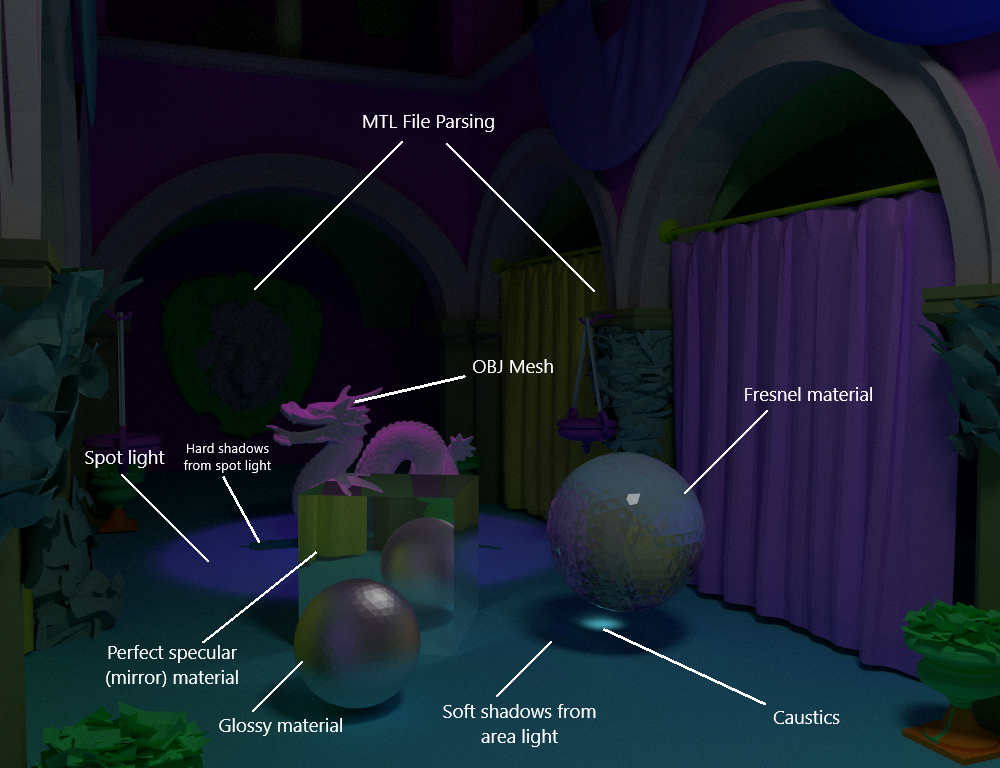 MTL File Parsing
OBJ Mesh
Fresnel material
Spot light
Hard shadows
from spot light
Perfect specular
(mirror) material
Glossy material
Soft shadows from
area light
Caustics